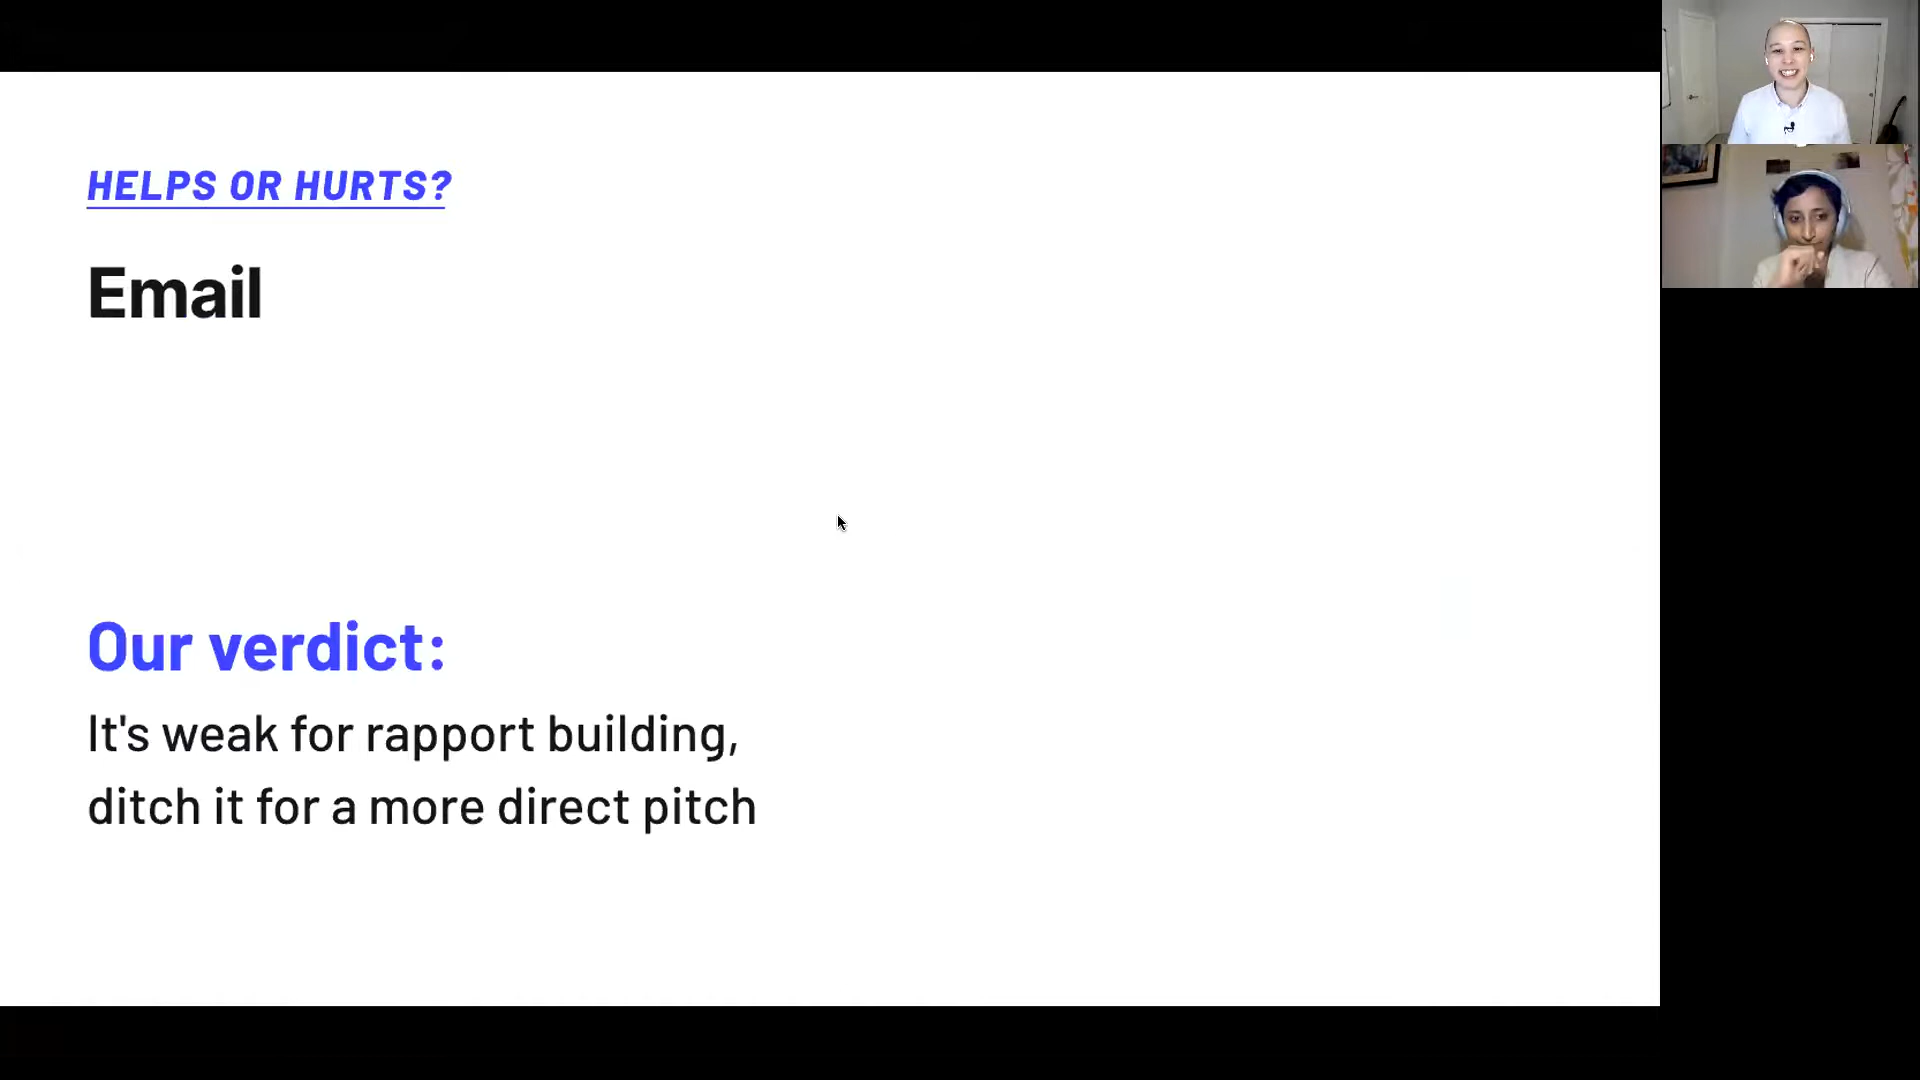 HELPS OR HURTS?
Email
Our verdict:
It's weak for rapport building,
ditch it for a more direct pitch